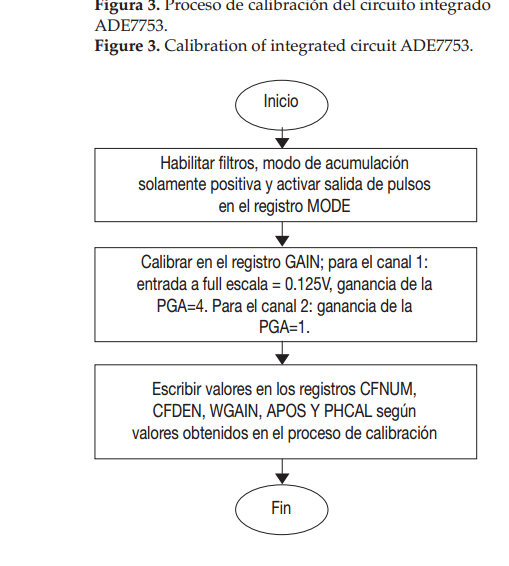 Figura 3. Proceso de calibración del circuito integrado
ADE7753.
Figure 3. Calibration of integrated circuit ADE7753.
Inicio
Habilitar filtros, modo de acumulación
solamente positiva y activar salida de pulsos
en el registro MODE
Calibrar en el registro GAIN; para el canal 1:
entrada a full escala = 0.125V, ganancia de la
PGA=4. Para el canal 2: ganancia de la
PGA=1.
Escribir valores en los registros CFNUM,
CFDEN, WGAIN, APOS Y PHCAL según
valores obtenidos en el proceso de calibración
Fin